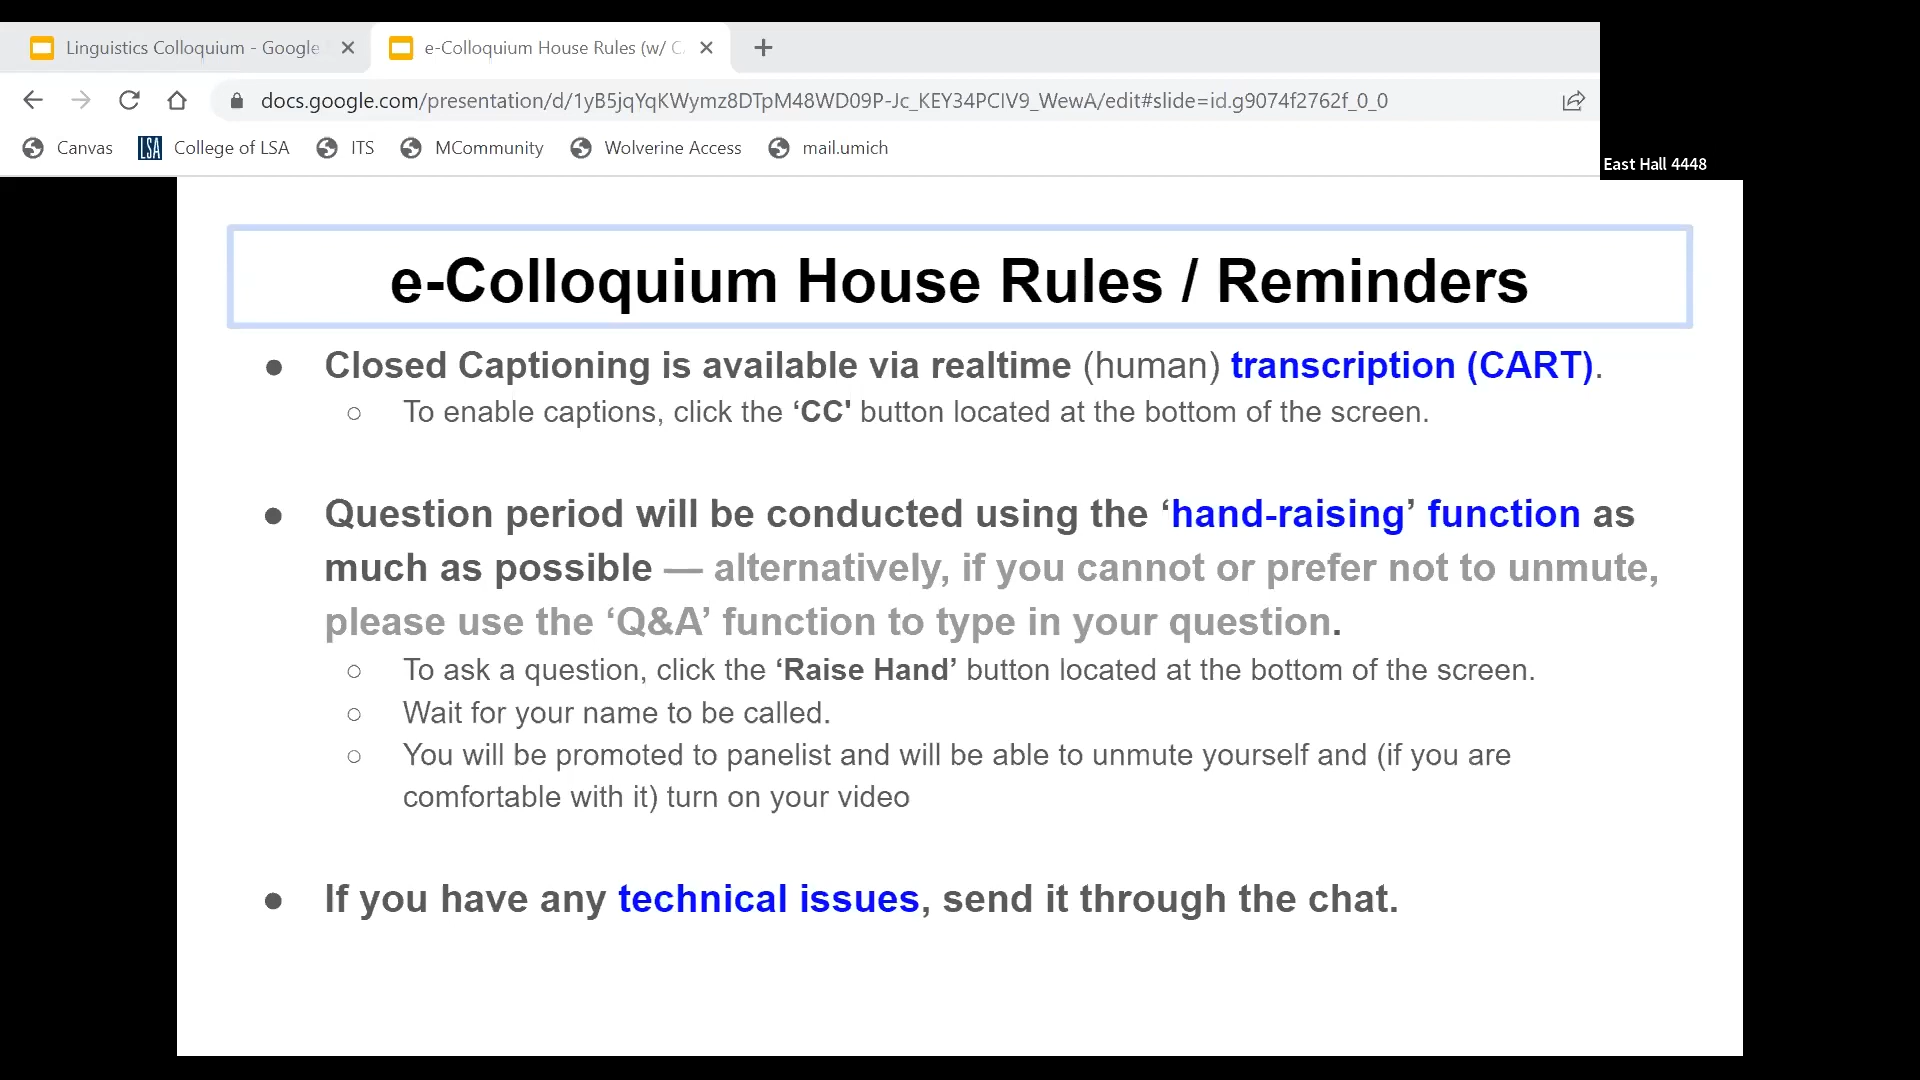 Linguistics Colloquium - Google
e-Colloquium House Rules (w/ C
docs.google.com/presentation/d/1yB5jqYqKWymz8DTpM48WD09P-Jc_KEY34PCIV9_WewA/edit#slide=id.g9074f2762f_0_0
Canvas LSA College of LSA ITS MCommunity Wolverine Access mail.umich
East Hall 4448
e-Colloquium House Rules / Reminders
● Closed Captioning is available via realtime (human) transcription (CART).
○ To enable captions, click the ‘CC' button located at the bottom of the screen.
● Question period will be conducted using the ‘hand-raising’ function as
much as possible — alternatively, if you cannot or prefer not to unmute,
please use the ‘Q&A’ function to type in your question.
○ To ask a question, click the ‘Raise Hand’ button located at the bottom of the screen.
○ Wait for your name to be called.
○ You will be promoted to panelist and will be able to unmute yourself and (if you are
comfortable with it) turn on your video
● If you have any technical issues, send it through the chat.